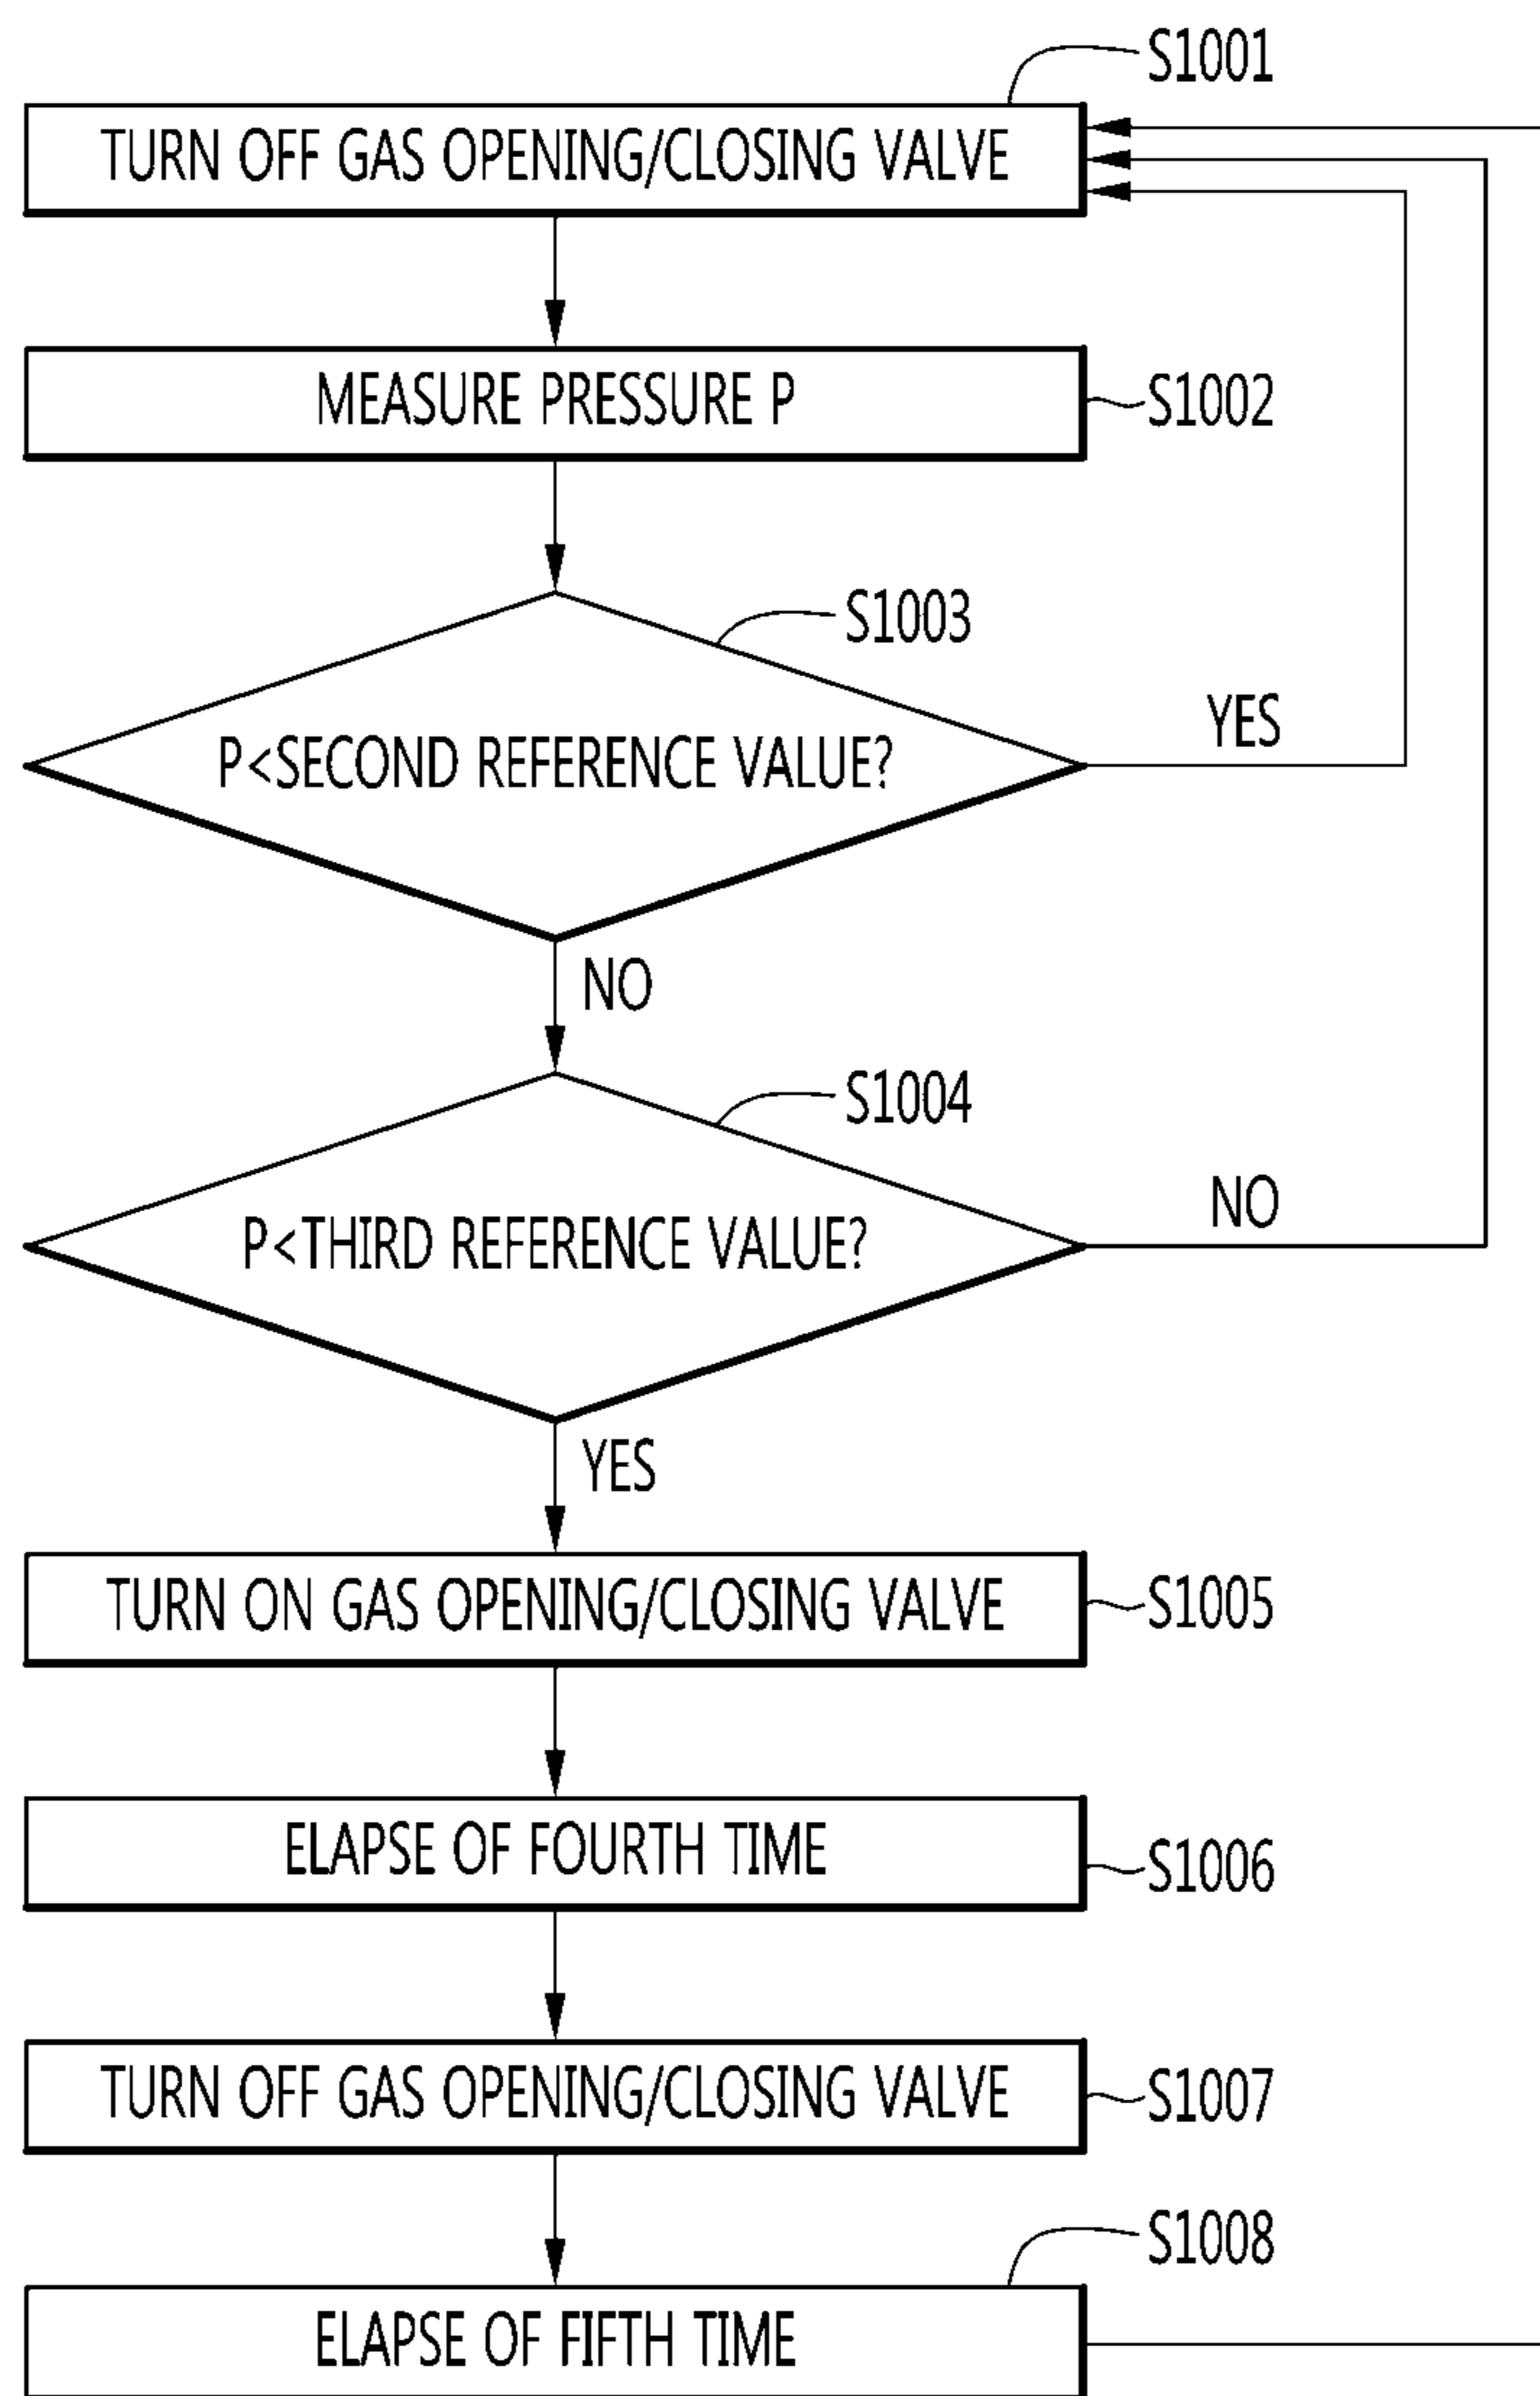 S1001
TURN OFF GAS OPENING/CLOSING VALVE
MEASURE PRESSURE P
S1002
S1003
P<SECOND REFERENCE VALUE?
YES
NO
S1004
P<THIRD REFERENCE VALUE?
NO
YES
TURN ON GAS OPENING/CLOSING VALVE
S1005
ELAPSE OF FOURTH TIME
S1006
TURN OFF GAS OPENING/CLOSING VALVE
S1007
S1008
ELAPSE OF FIFTH TIME